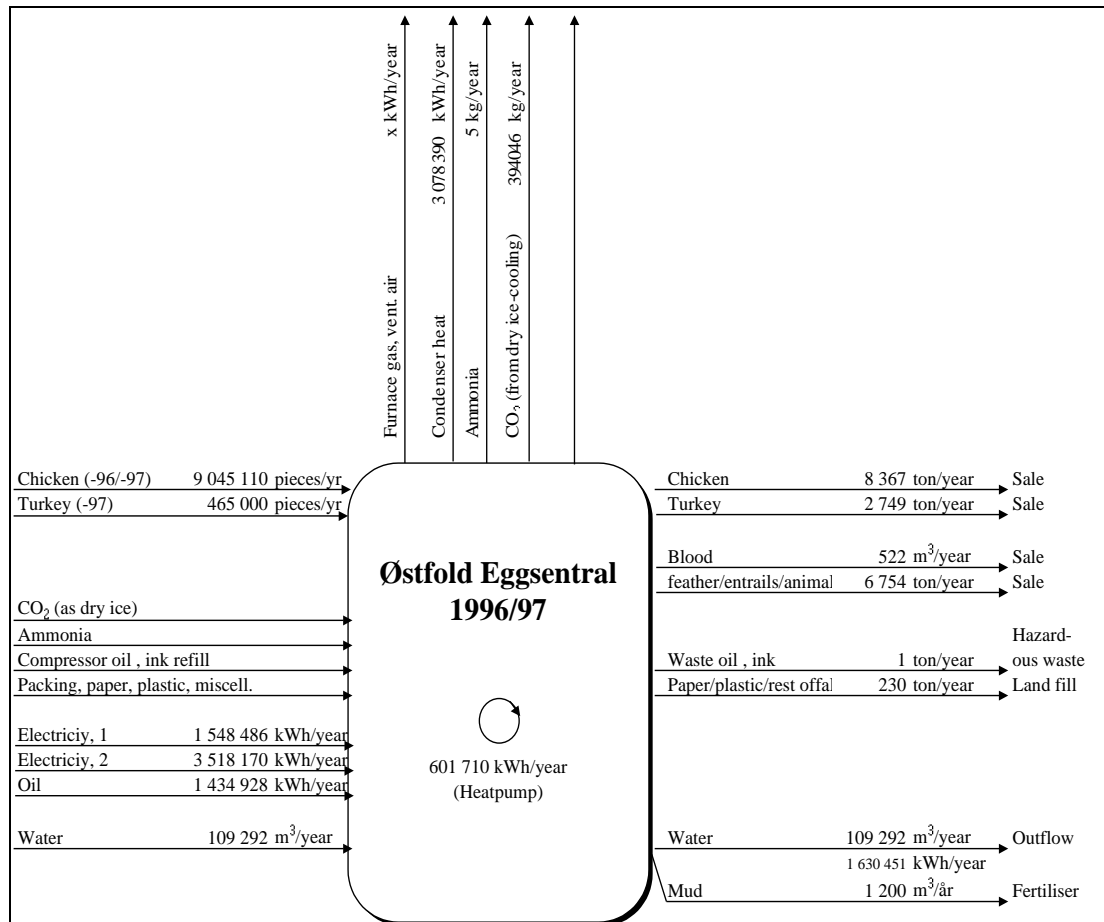 x kWh/year
3 078 390 kWh/year
5 kg/year
394046 kg/year
Furnace gas, vent. air
Condenser heat
Ammonia
CO₂ (from dry ice-cooling)
Chicken (-96/-97) 9 045 110 pieces/yr
Turkey (-97) 465 000 pieces/yr
CO₂ (as dry ice)
Ammonia
Compressor oil , ink refill
Packing, paper, plastic, miscell.
Electriciy, 1 1 548 486 kWh/year
Electriciy, 2 3 518 170 kWh/year
Oil 1 434 928 kWh/year
Water 109 292 m³/year
Østfold Eggsentral
1996/97
601 710 kWh/year
(Heatpump)
Chicken 8 367 ton/year Sale
Turkey 2 749 ton/year Sale
Blood 522 m³/year Sale
feather/entrails/animal 6 754 ton/year Sale
Hazard-
Waste oil , ink 1 ton/year ous waste
Paper/plastic/rest offal 230 ton/year Land fill
Water 109 292 m³/year Outflow
1 630 451 kWh/year
Mud 1 200 m³/år Fertiliser